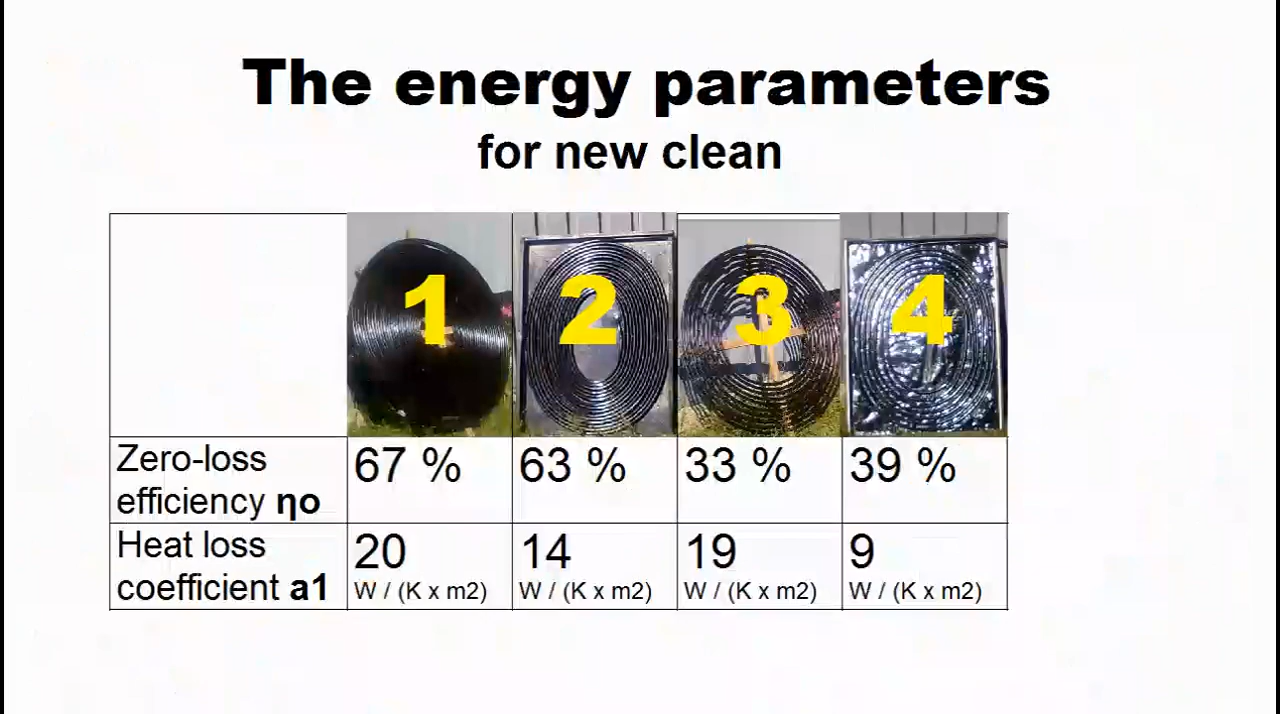 The energy parameters
for new clean
1 2 3 4
Zero-loss
efficiency ηo
67 % 63 % 33 % 39 %
Heat loss
coefficient a1
20 14 19 9
W / (K x m2) W / (K x m2) W / (K x m2) W / (K x m2)